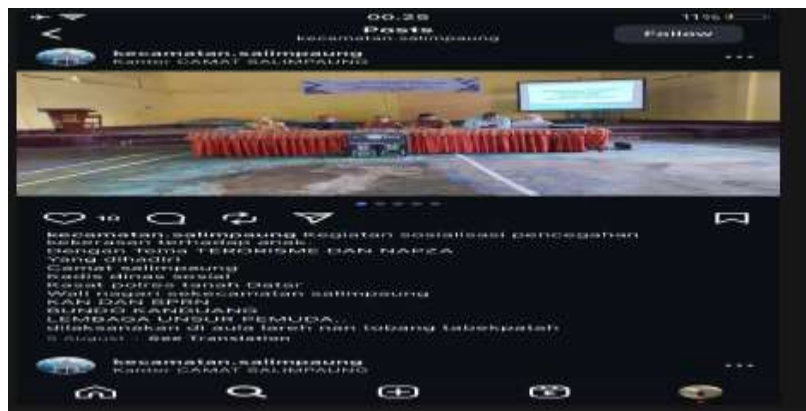 00.28
11%
Posts
kecamatan.salimpaung
Follow
kecamatan.salimpaung
Kantor CAMAT SALIMPAUNG
10
kecamatan.salimpaung Kegiatan sosialisasi pencegahan
kekerasan terhadap anak.
Dengan Tema TERORISME DAN NAPZA
Yang dihadiri
Camat salimpaung
Kadis dinas sosial
Kasat polres tanah Datar
Wali nagari sekecamatan salimpaung
KAN DAN BPRN
BUNDO KANDUANG
LEMBAGA UNSUR PEMUDA..
dilaksanakan di aula lareh nan tobang tabekpatah
5 August · See Translation
kecamatan.salimpaung
Kantor CAMAT SALIMPAUNG